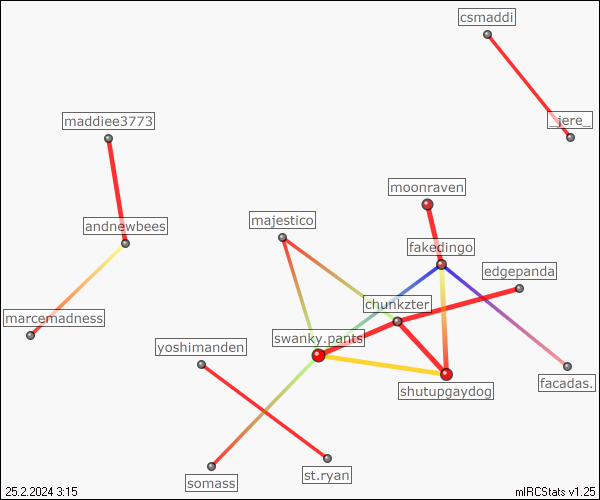 csmaddi
maddiee3773
_jere_
moonraven
majestico
andnewbees
fakedingo
edgepanda
chunkzter
marcernadness
swanky.pants
yoshimanden
shutupgaydog
facadas.
somass
st.ryan
25.2.2024 3:15
mIRCStats v1.25